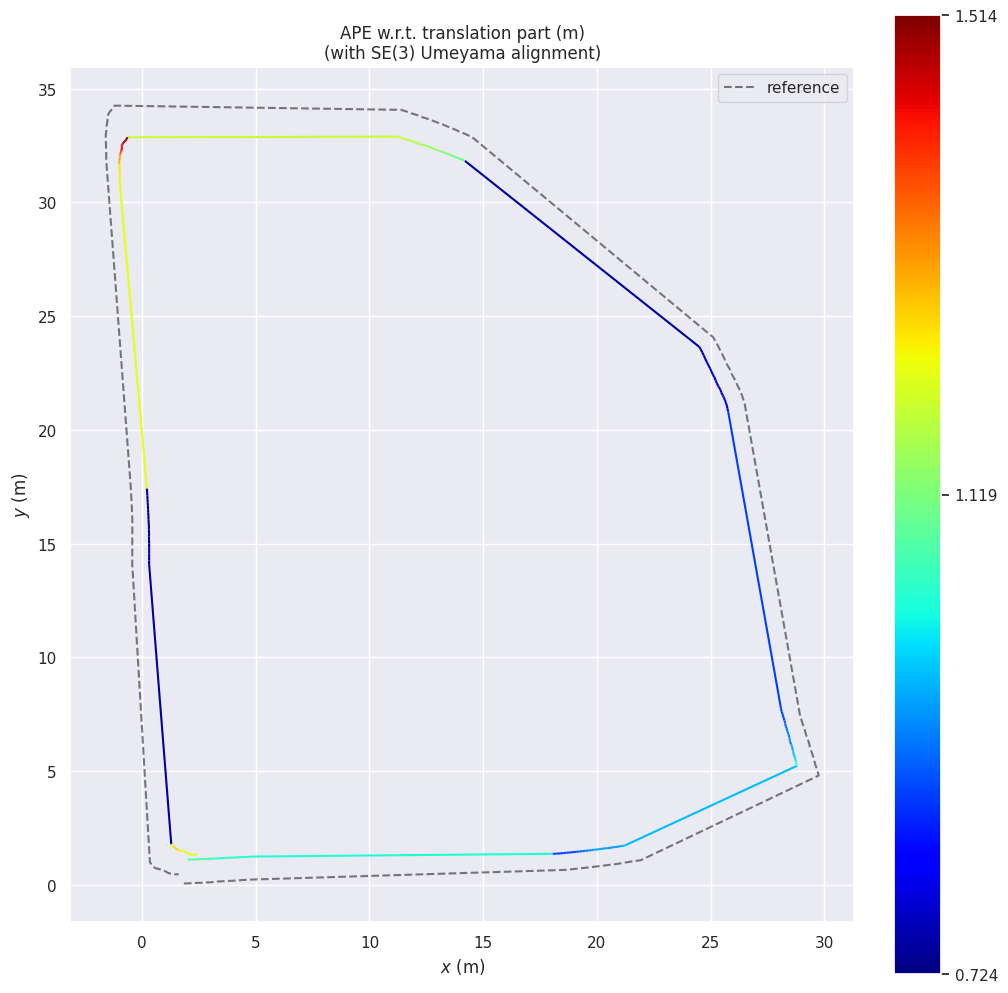 APE w.r.t. translation part (m)
(with SE(3) Umeyama alignment)
reference
35
30
25
20
15
10
5
0
y (m)
0 5 10 15 20 25 30
x (m)
1.514
1.119
0.724